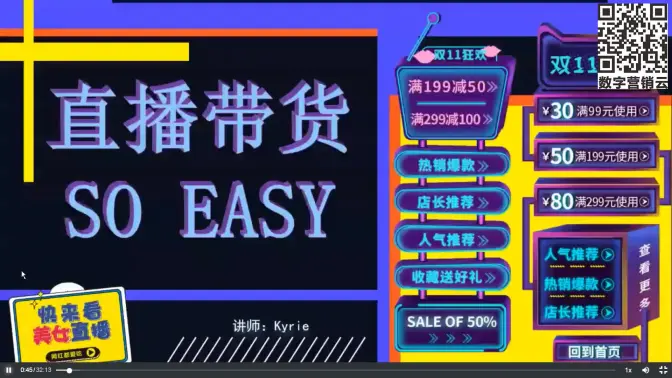 直播带货
SO EASY
讲师：Kyrie
快来看
美女直播
双11狂欢
满199减50
满299减100
热销爆款
店长推荐
人气推荐
收藏送好礼
SALE OF 50%
双11
数字营销云
¥30 满99元使用
¥50 满199元使用
¥80 满299元使用
人气推荐
热销爆款
店长推荐
查看更多
回到首页
0:45/32:13
1x